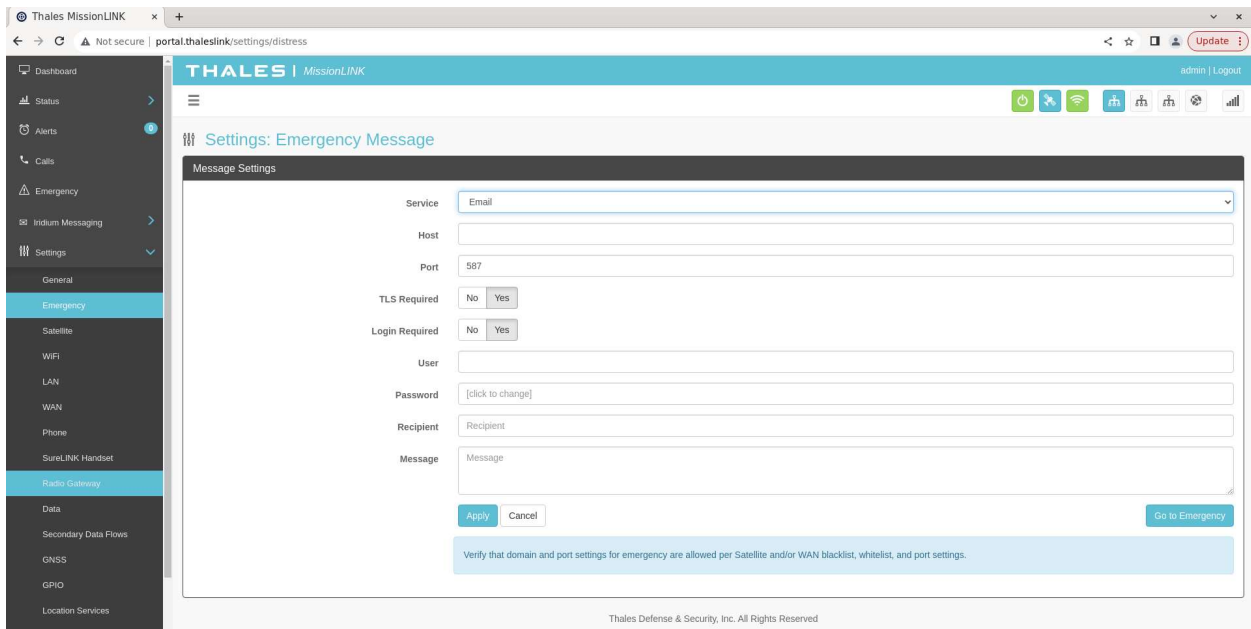 Thales MissionLINK
Not secure | portal.thaleslink/settings/distress
Update
Dashboard
Status
Alerts 0
Calls
Emergency
Iridium Messaging
Settings
General
Emergency
Satellite
WiFi
LAN
WAN
Phone
SureLINK Handset
Radio Gateway
Data
Secondary Data Flows
GNSS
GPIO
Location Services
THALES | MissionLINK
admin | Logout
Settings: Emergency Message
Message Settings
Service Email
Host
Port 587
TLS Required No Yes
Login Required No Yes
User
Password [click to change]
Recipient Recipient
Message Message
Apply Cancel Go to Emergency
Verify that domain and port settings for emergency are allowed per Satellite and/or WAN blacklist, whitelist, and port settings.
Thales Defense & Security, Inc. All Rights Reserved